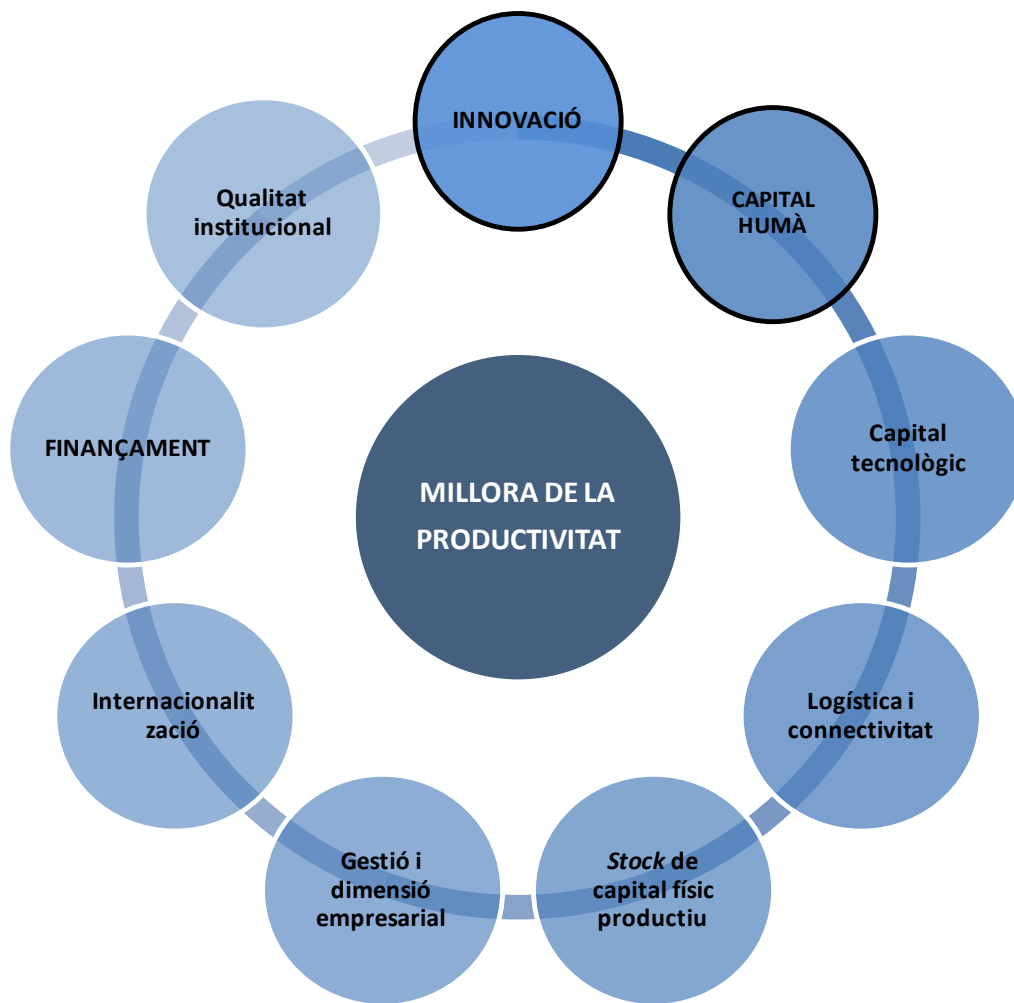 INNOVACIÓ
CAPITAL
HUMÀ
Capital
tecnològic
Logística i
connectivitat
Stock de
capital físic
productiu
Gestió i
dimensió
empresarial
Internacionalit
zació
FINANÇAMENT
Qualitat
institucional
MILLORA DE LA
PRODUCTIVITAT